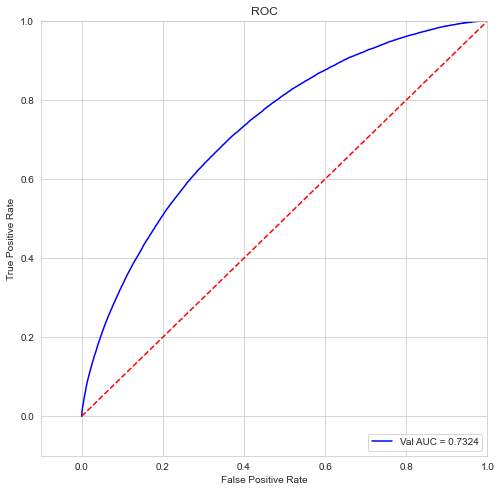 ROC
1.0
0.8
0.6
0.4
0.2
0.0
True Positive Rate
Val AUC = 0.7324
0.0 0.2 0.4 0.6 0.8 1.0
False Positive Rate